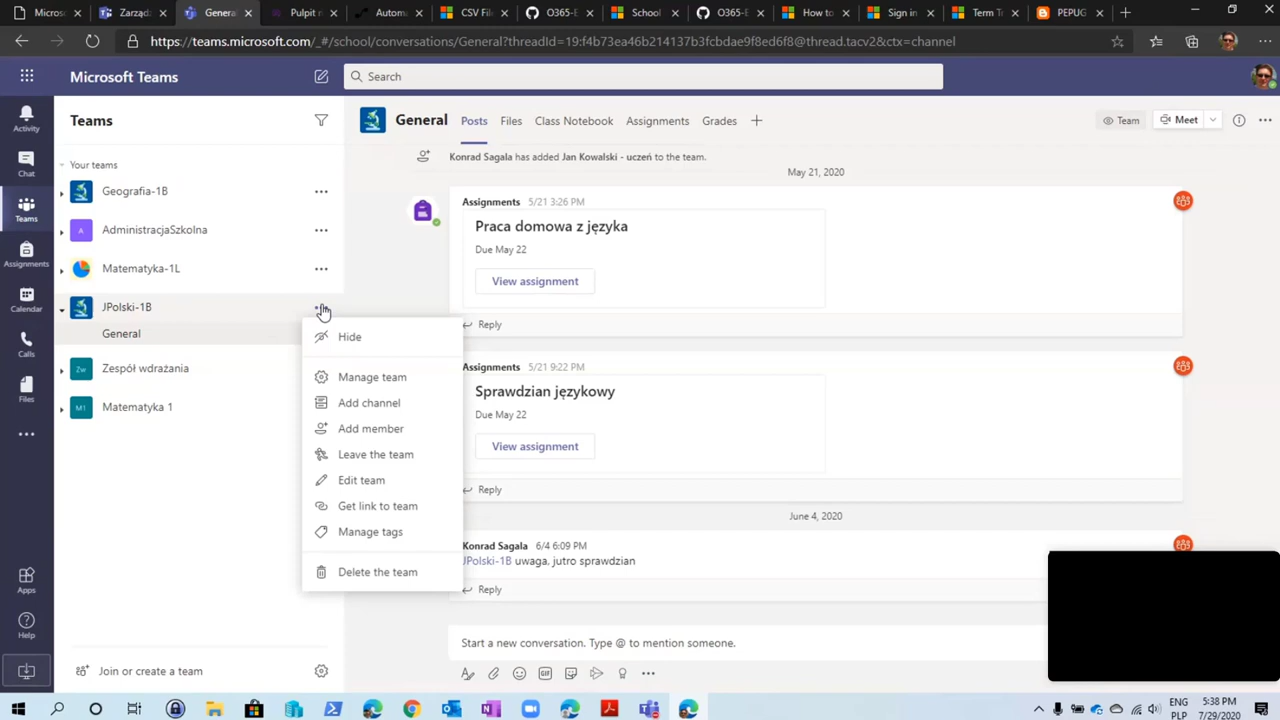 Micros
Zarząd
Genera
Pulpit n
Automa
CSV File
O365-E
School
O365-E
How to
Sign in
Term Tr
PEPUG
https://teams.microsoft.com/_#/school/conversations/General?threadId=19:f4b73ea46b214137b3fcbdae9f8ed6f8@thread.tacv2&ctx=channel
Microsoft Teams
Search
Activity
Chat
Teams
Assignments
Calendar
Calls
Files
Apps
Help
Teams
Your teams
Geografia-1B
A
AdministracjaSzkolna
Matematyka-1L
JPolski-1B
General
Zw
Zespół wdrażania
M1
Matematyka 1
Join or create a team
Hide
Manage team
Add channel
Add member
Leave the team
Edit team
Get link to team
Manage tags
Delete the team
General Posts Files Class Notebook Assignments Grades
Team
Meet
Konrad Sagala has added Jan Kowalski - uczeń to the team.
May 21, 2020
Assignments 5/21 3:26 PM
Praca domowa z języka
Due May 22
View assignment
Reply
Assignments 5/21 9:22 PM
Sprawdzian językowy
Due May 22
View assignment
Reply
June 4, 2020
Konrad Sagala 6/4 6:09 PM
JPolski-1B uwaga, jutro sprawdzian
Reply
Start a new conversation. Type @ to mention someone.
GIF
ENG
PLP
5:38 PM
7/29/2020